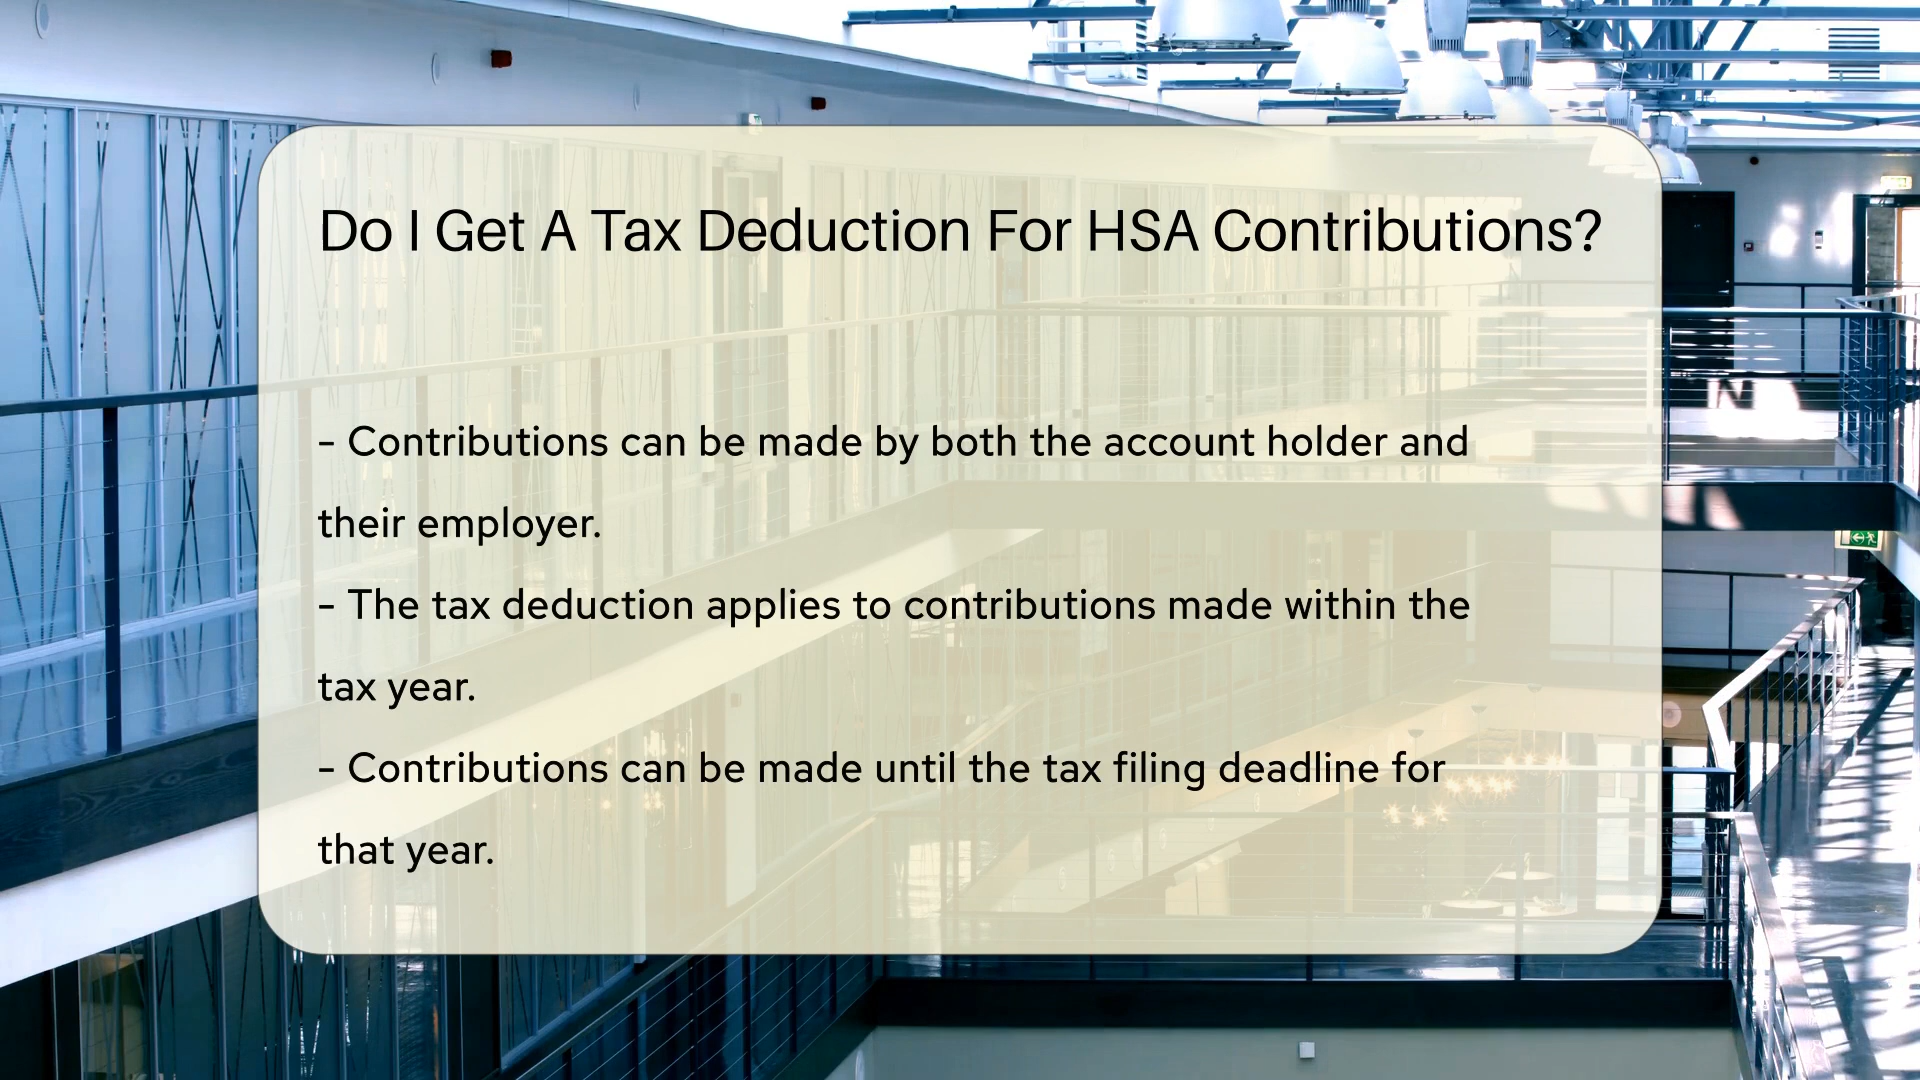 Do I Get A Tax Deduction For HSA Contributions?
- Contributions can be made by both the account holder and
their employer.
- The tax deduction applies to contributions made within the
tax year.
- Contributions can be made until the tax filing deadline for
that year.